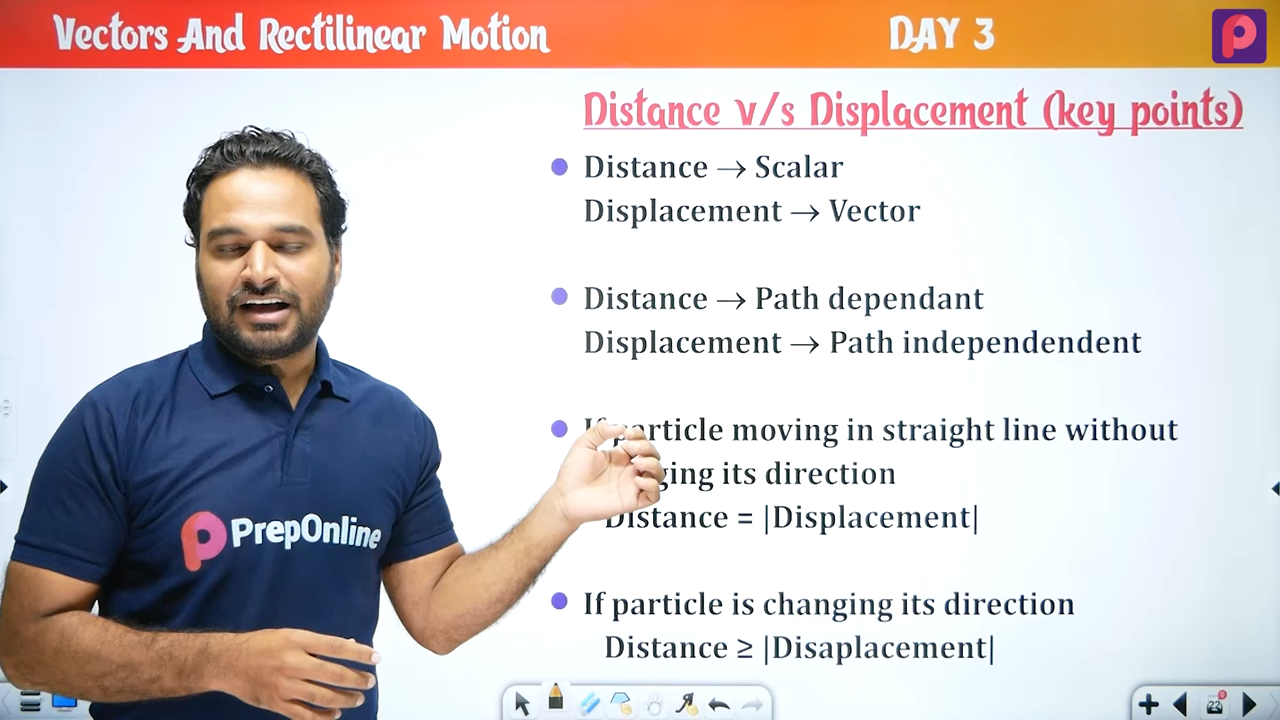 Vectors And Rectilinear Motion
DAY 3
Distance v/s Displacement (key points)
Distance → Scalar
Displacement → Vector
Distance → Path dependant
Displacement → Path independendent
If particle moving in straight line without
ging its direction
Distance = |Displacement|
If particle is changing its direction
Distance ≥ |Disaplacement|
PrepOnline
22